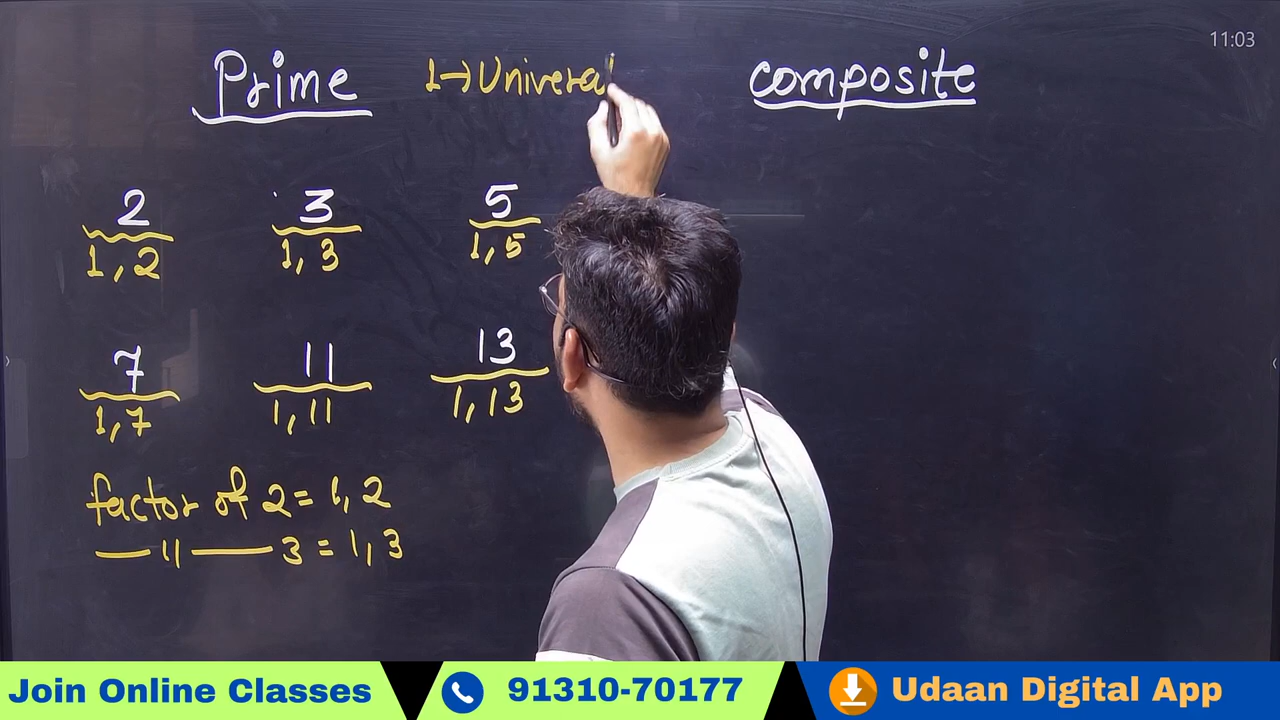 11:03
Prime 1→Univeral composite
2 3 5
1, 2 1, 3 1, 5
7 11 13
1, 7 1, 11 1, 13
factor of 2 = 1, 2
— 11 — 3 = 1, 3
Join Online Classes 91310-70177 Udaan Digital App